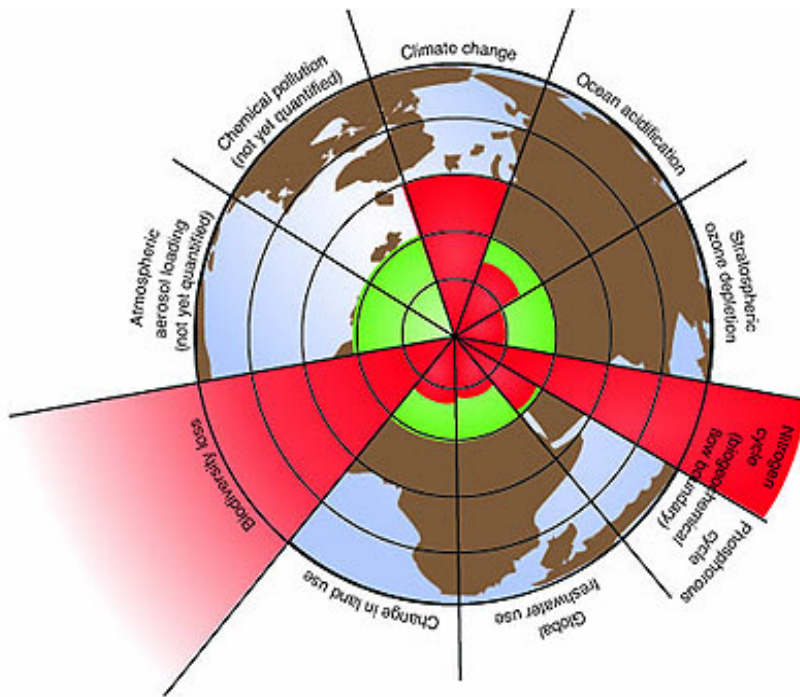 Climate change
Ocean acidification
Stratospheric
ozone depletion
Nitrogen
cycle
(biogeochemical
flow boundary)
Phosphorous
cycle
Global
freshwater use
Change in land use
Biodiversity loss
Atmospheric
aerosol loading
(not yet quantified)
Chemical pollution
(not yet quantified)